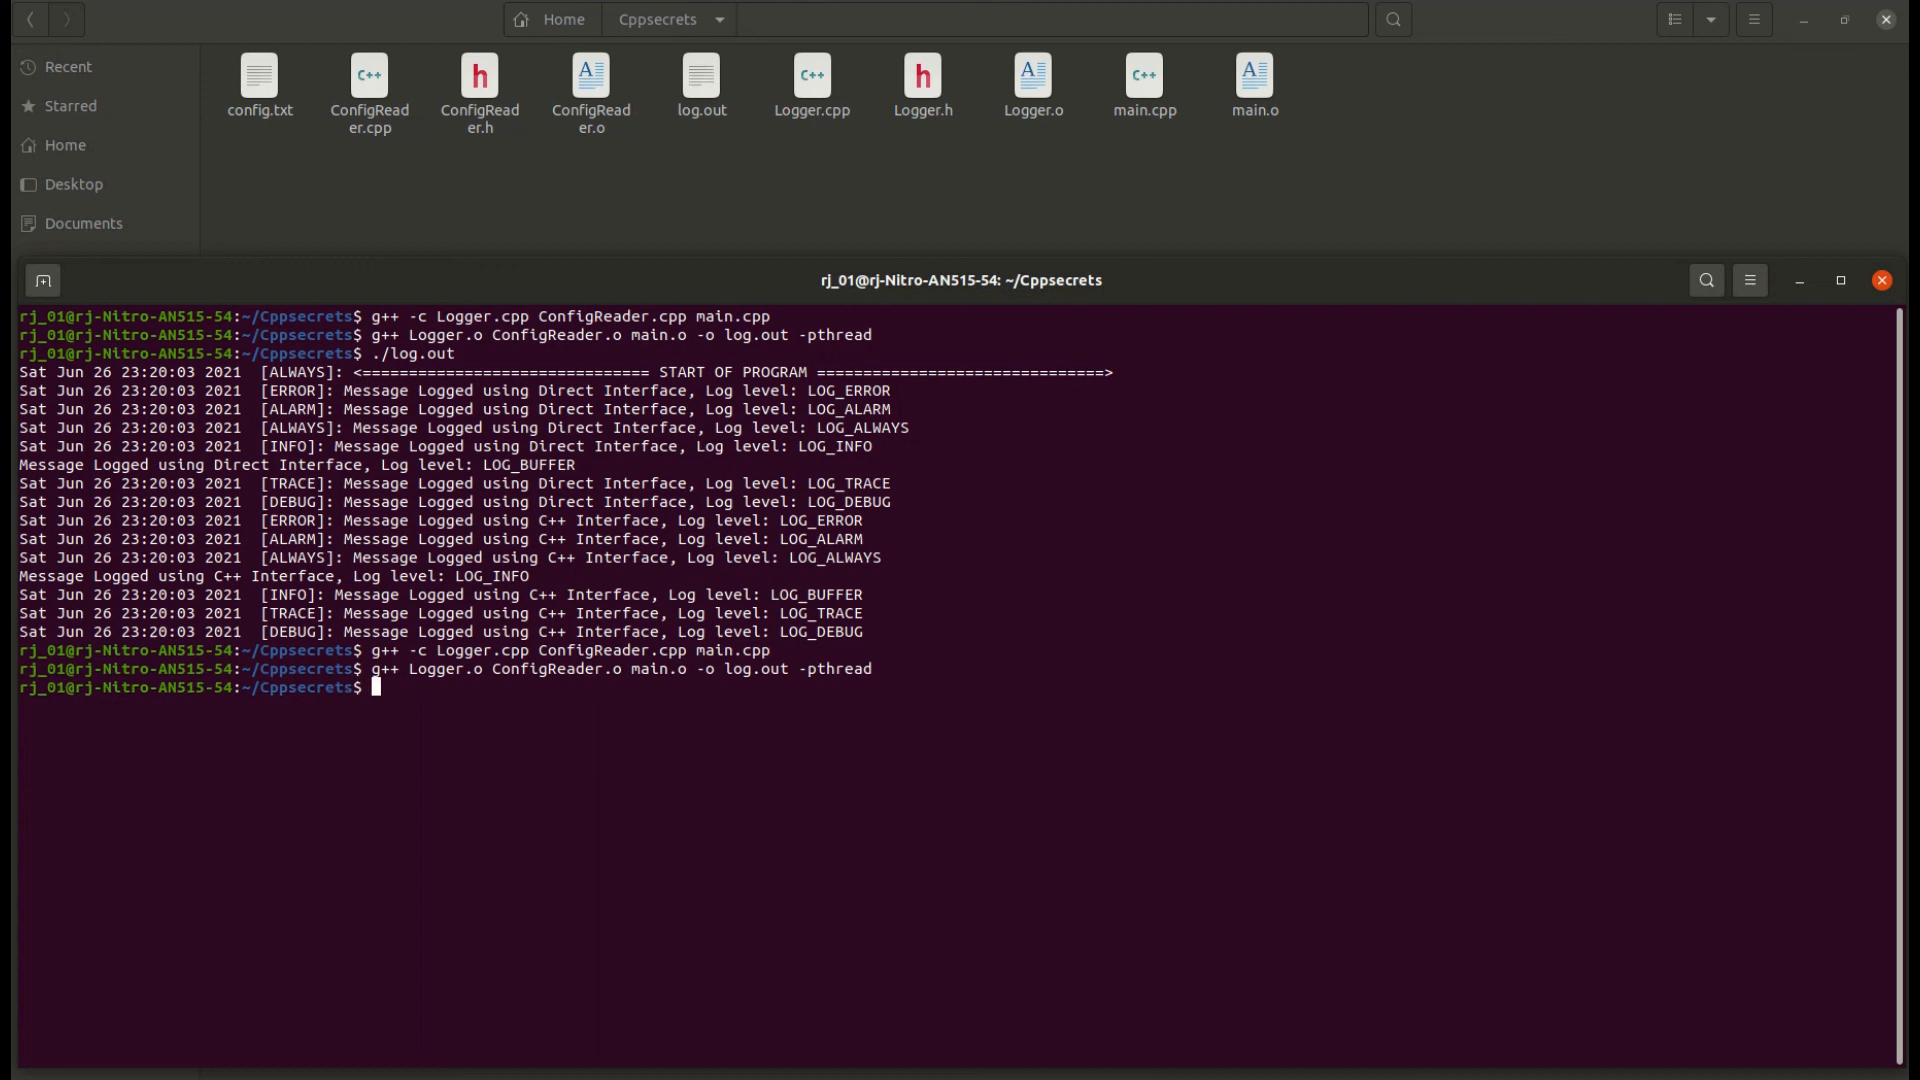 Home Cppsecrets
Recent
Starred
Home
Desktop
Documents
config.txt
C++
ConfigRead
er.cpp
h
ConfigRead
er.h
A
ConfigRead
er.o
log.out
C++
Logger.cpp
h
Logger.h
A
Logger.o
C++
main.cpp
A
main.o
rj_01@rj-Nitro-AN515-54: ~/Cppsecrets
rj_01@rj-Nitro-AN515-54:~/Cppsecrets$ g++ -c Logger.cpp ConfigReader.cpp main.cpp
rj_01@rj-Nitro-AN515-54:~/Cppsecrets$ g++ Logger.o ConfigReader.o main.o -o log.out -pthread
rj_01@rj-Nitro-AN515-54:~/Cppsecrets$ ./log.out
Sat Jun 26 23:20:03 2021  [ALWAYS]: <=============================== START OF PROGRAM ===============================>
Sat Jun 26 23:20:03 2021  [ERROR]: Message Logged using Direct Interface, Log level: LOG_ERROR
Sat Jun 26 23:20:03 2021  [ALARM]: Message Logged using Direct Interface, Log level: LOG_ALARM
Sat Jun 26 23:20:03 2021  [ALWAYS]: Message Logged using Direct Interface, Log level: LOG_ALWAYS
Sat Jun 26 23:20:03 2021  [INFO]: Message Logged using Direct Interface, Log level: LOG_INFO
Message Logged using Direct Interface, Log level: LOG_BUFFER
Sat Jun 26 23:20:03 2021  [TRACE]: Message Logged using Direct Interface, Log level: LOG_TRACE
Sat Jun 26 23:20:03 2021  [DEBUG]: Message Logged using Direct Interface, Log level: LOG_DEBUG
Sat Jun 26 23:20:03 2021  [ERROR]: Message Logged using C++ Interface, Log level: LOG_ERROR
Sat Jun 26 23:20:03 2021  [ALARM]: Message Logged using C++ Interface, Log level: LOG_ALARM
Sat Jun 26 23:20:03 2021  [ALWAYS]: Message Logged using C++ Interface, Log level: LOG_ALWAYS
Message Logged using C++ Interface, Log level: LOG_INFO
Sat Jun 26 23:20:03 2021  [INFO]: Message Logged using C++ Interface, Log level: LOG_BUFFER
Sat Jun 26 23:20:03 2021  [TRACE]: Message Logged using C++ Interface, Log level: LOG_TRACE
Sat Jun 26 23:20:03 2021  [DEBUG]: Message Logged using C++ Interface, Log level: LOG_DEBUG
rj_01@rj-Nitro-AN515-54:~/Cppsecrets$ g++ -c Logger.cpp ConfigReader.cpp main.cpp
rj_01@rj-Nitro-AN515-54:~/Cppsecrets$ g++ Logger.o ConfigReader.o main.o -o log.out -pthread
rj_01@rj-Nitro-AN515-54:~/Cppsecrets$